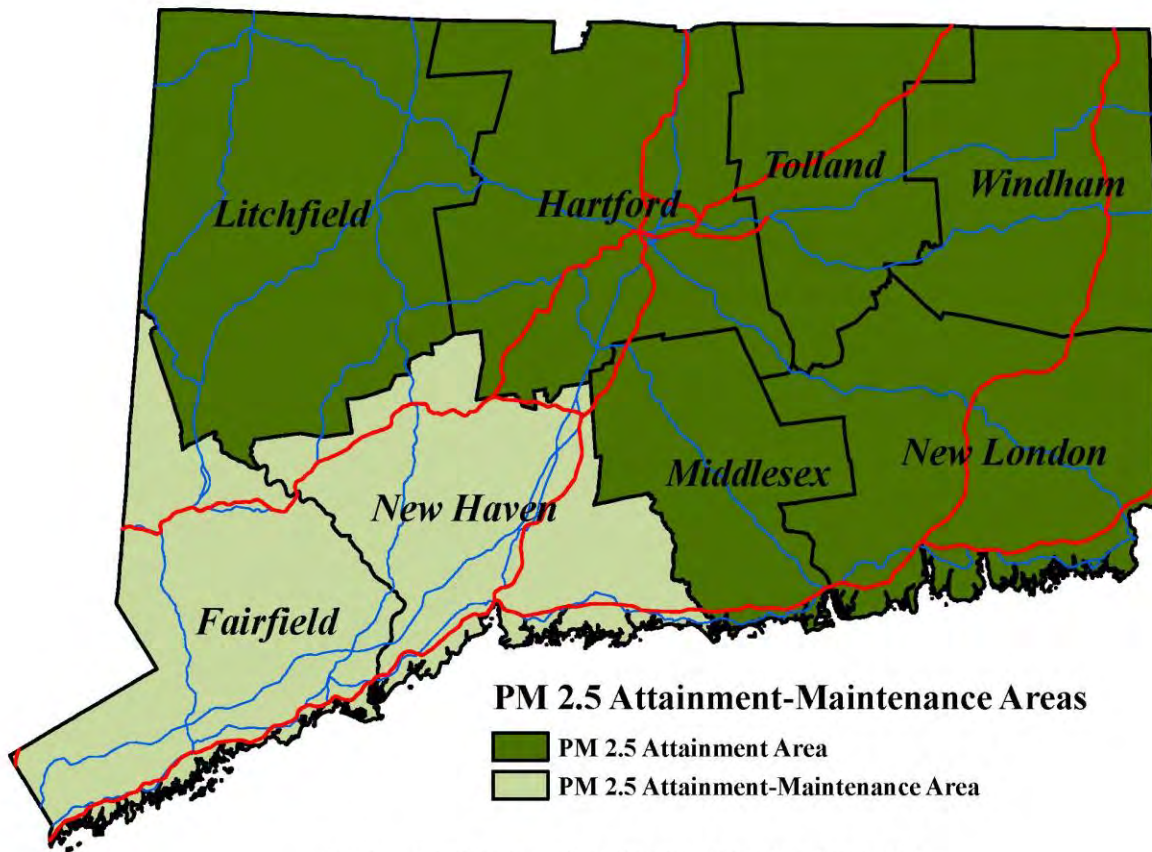 Litchfield
Hartford
Tolland
Windham
New Haven
Middlesex
New London
Fairfield
PM 2.5 Attainment-Maintenance Areas
PM 2.5 Attainment Area
PM 2.5 Attainment-Maintenance Area